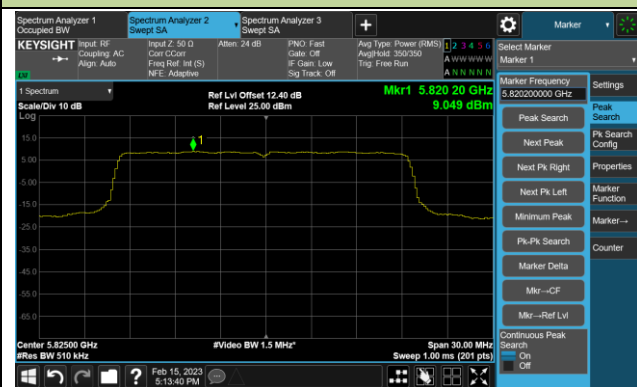 Spectrum Analyzer 1
Occupied BW
Spectrum Analyzer 2
Swept SA
Spectrum Analyzer 3
Swept SA
+
Marker
KEYSIGHT
Input: RF
Coupling: AC
Align: Auto
Input Z: 50 Ω
Corr CCorr
Freq Ref: Int (S)
NFE: Adaptive
Atten: 24 dB
PNO: Fast
Gate: Off
IF Gain: Low
Sig Track: Off
Avg Type: Power (RMS)
Avg|Hold: 350/350
Trig: Free Run
1 2 3 4 5 6
A W W W W W
A N N N N N
Select Marker
Marker 1
LW
1 Spectrum
Scale/Div 10 dB
Log
Ref Lvl Offset 12.40 dB
Ref Level 25.00 dBm
Mkr1 5.820 20 GHz
9.049 dBm
1
15.0
5.00
-5.00
-15.0
-25.0
-35.0
-45.0
-55.0
-65.0
Center 5.82500 GHz
#Res BW 510 kHz
#Video BW 1.5 MHz*
Span 30.00 MHz
Sweep 1.00 ms (201 pts)
Marker Frequency
5.820200000 GHz
Peak Search
Next Peak
Next Pk Right
Next Pk Left
Minimum Peak
Pk-Pk Search
Marker Delta
Mkr→CF
Mkr→Ref Lvl
Continuous Peak
Search
On
Off
Settings
Peak
Search
Pk Search
Config
Properties
Marker
Function
Marker→
Counter
?
Feb 15, 2023
5:13:40 PM